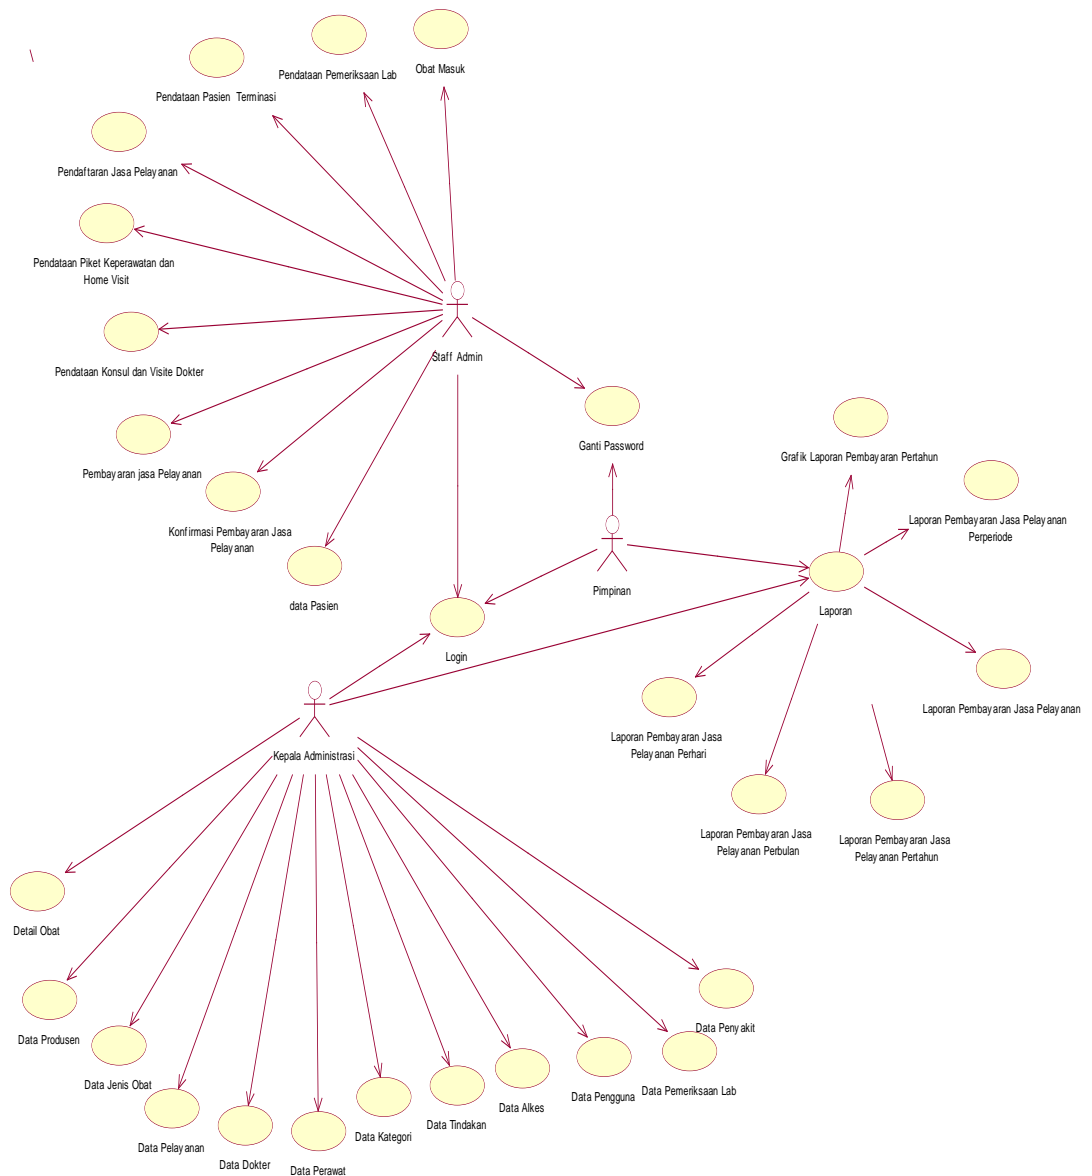 \
Obat Masuk
Pendataan Pemeriksaan Lab
Pendataan Pasien Terminasi
Pendaftaran Jasa Pelayanan
Pendataan Piket Keperawatan dan
Home Visit
Staff Admin
Pendataan Konsul dan Visite Dokter
Ganti Password
Grafik Laporan Pembayaran Pertahun
Pembayaran jasa Pelayanan
Laporan Pembayaran Jasa Pelayanan
Perperiode
Konfirmasi Pembayaran Jasa
Pelayanan
Pimpinan
data Pasien
Laporan
Login
Laporan Pembayaran Jasa Pelayanan
Laporan Pembayaran Jasa
Pelayanan Perhari
Kepala Administrasi
Laporan Pembayaran Jasa
Pelayanan Perbulan
Laporan Pembayaran Jasa
Pelayanan Pertahun
Detail Obat
Data Produsen
Data Penyakit
Data Jenis Obat
Data Pemeriksaan Lab
Data Pengguna
Data Alkes
Data Tindakan
Data Kategori
Data Pelayanan
Data Dokter
Data Perawat